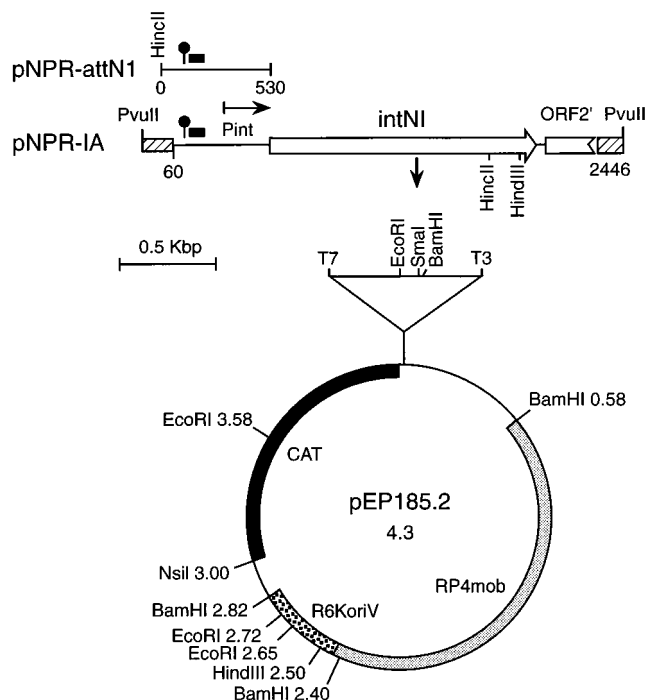 HincII
pNPR-attN1
0
530
PvuII
Pint
intNI
ORF2'
PvuII
pNPR-IA
60
HincII
HindIII
2446
0.5 Kbp
T7
EcoRI
SmaI
BamHI
T3
BamHI 0.58
EcoRI 3.58
CAT
pEP185.2
4.3
NsiI 3.00
RP4mob
BamHI 2.82
R6KoriV
EcoRI 2.72
EcoRI 2.65
HindIII 2.50
BamHI 2.40